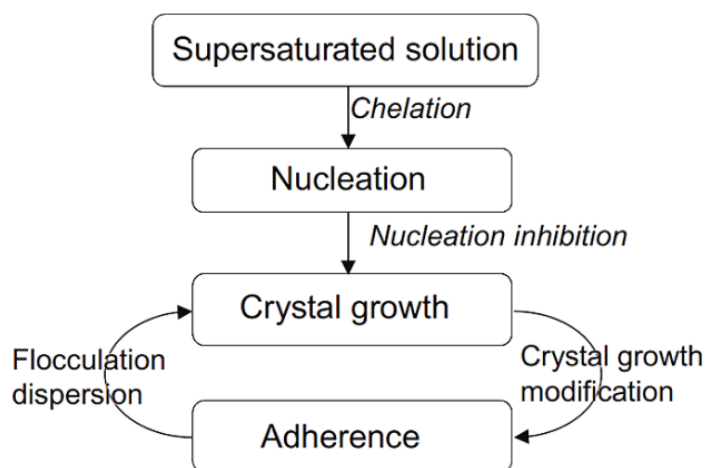 Supersaturated solution
Chelation
Nucleation
Nucleation inhibition
Crystal growth
Flocculation
dispersion
Crystal growth
modification
Adherence